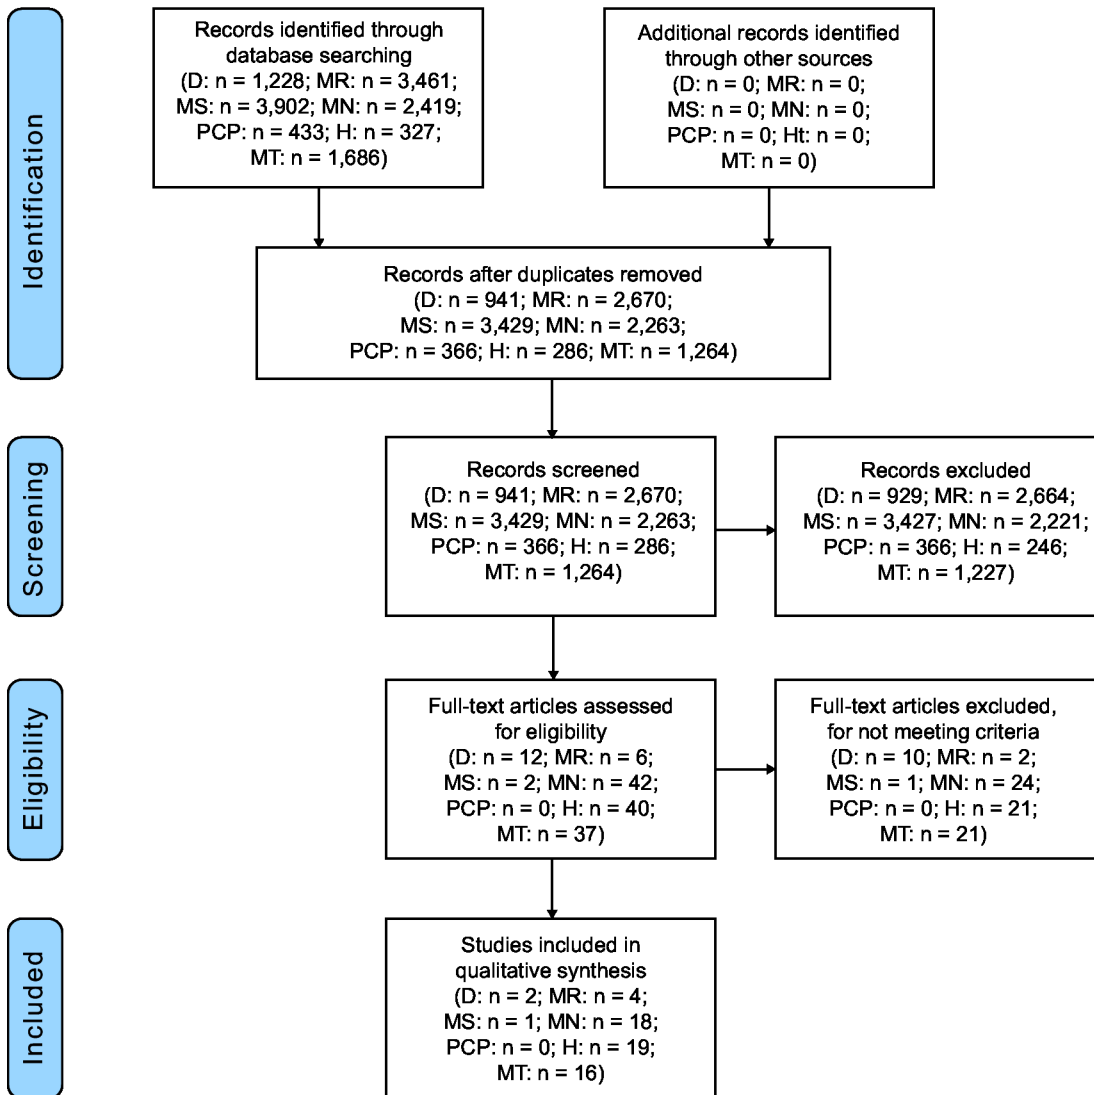 Identification
Records identified through
database searching
(D: n = 1,228; MR: n = 3,461;
MS: n = 3,902; MN: n = 2,419;
PCP: n = 433; H: n = 327;
MT: n = 1,686)
Additional records identified
through other sources
(D: n = 0; MR: n = 0;
MS: n = 0; MN: n = 0;
PCP: n = 0; Ht: n = 0;
MT: n = 0)
Records after duplicates removed
(D: n = 941; MR: n = 2,670;
MS: n = 3,429; MN: n = 2,263;
PCP: n = 366; H: n = 286; MT: n = 1,264)
Screening
Records screened
(D: n = 941; MR: n = 2,670;
MS: n = 3,429; MN: n = 2,263;
PCP: n = 366; H: n = 286;
MT: n = 1,264)
Records excluded
(D: n = 929; MR: n = 2,664;
MS: n = 3,427; MN: n = 2,221;
PCP: n = 366; H: n = 246;
MT: n = 1,227)
Eligibility
Full-text articles assessed
for eligibility
(D: n = 12; MR: n = 6;
MS: n = 2; MN: n = 42;
PCP: n = 0; H: n = 40;
MT: n = 37)
Full-text articles excluded,
for not meeting criteria
(D: n = 10; MR: n = 2;
MS: n = 1; MN: n = 24;
PCP: n = 0; H: n = 21;
MT: n = 21)
Included
Studies included in
qualitative synthesis
(D: n = 2; MR: n = 4;
MS: n = 1; MN: n = 18;
PCP: n = 0; H: n = 19;
MT: n = 16)